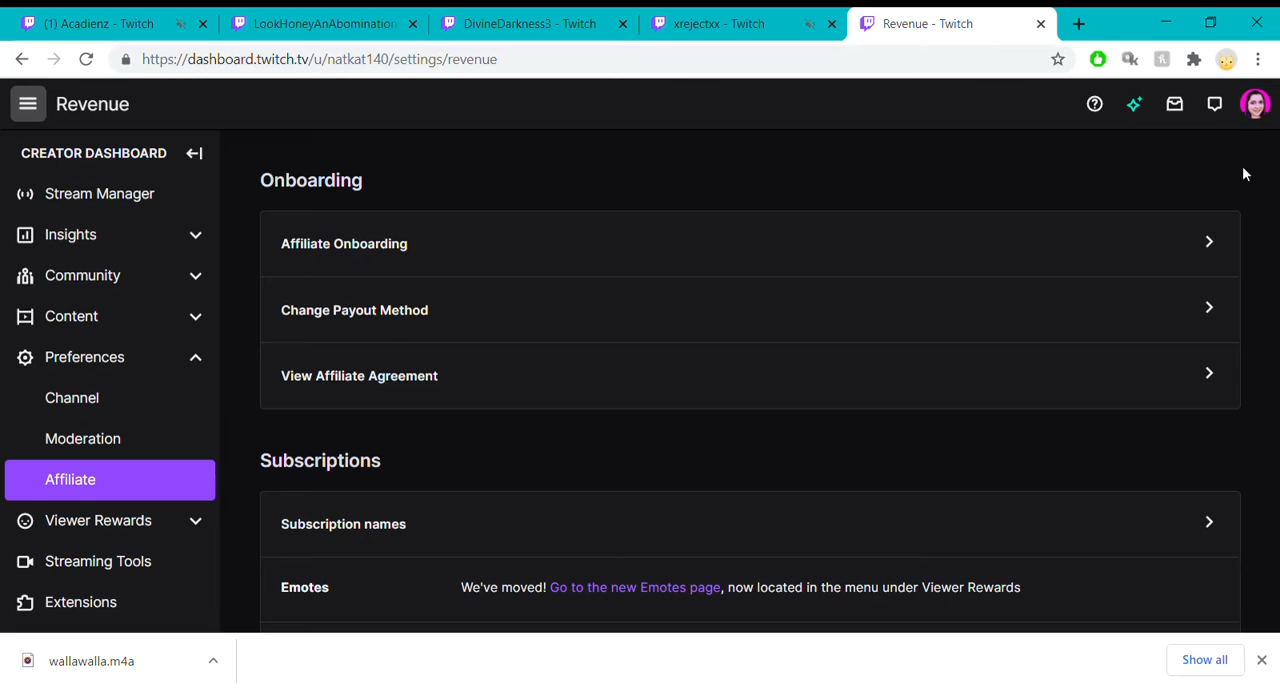 (1) Acadienz - Twitch
LookHoneyAnAbomination
DivineDarkness3 - Twitch
xrejectxx - Twitch
Revenue - Twitch
https://dashboard.twitch.tv/u/natkat140/settings/revenue
Revenue
CREATOR DASHBOARD
Stream Manager
Insights
Community
Content
Preferences
Channel
Moderation
Affiliate
Viewer Rewards
Streaming Tools
Extensions
Onboarding
Affiliate Onboarding
Change Payout Method
View Affiliate Agreement
Subscriptions
Subscription names
Emotes We've moved! Go to the new Emotes page, now located in the menu under Viewer Rewards
wallawalla.m4a
Show all